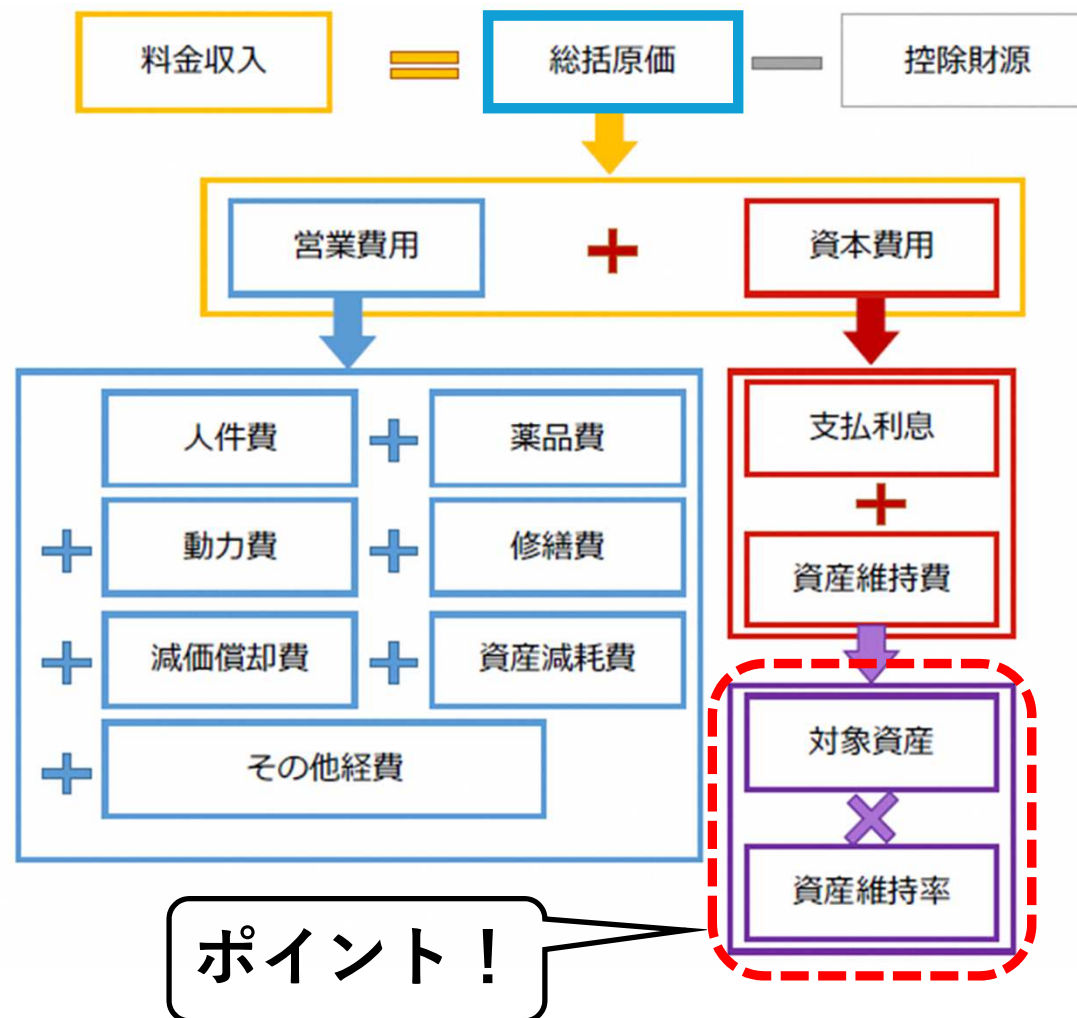 料金収入
総括原価
控除財源
営業費用
資本費用
人件費
薬品費
動力費
修繕費
減価償却費
資産減耗費
その他経費
支払利息
資産維持費
対象資産
資産維持率
ポイント！